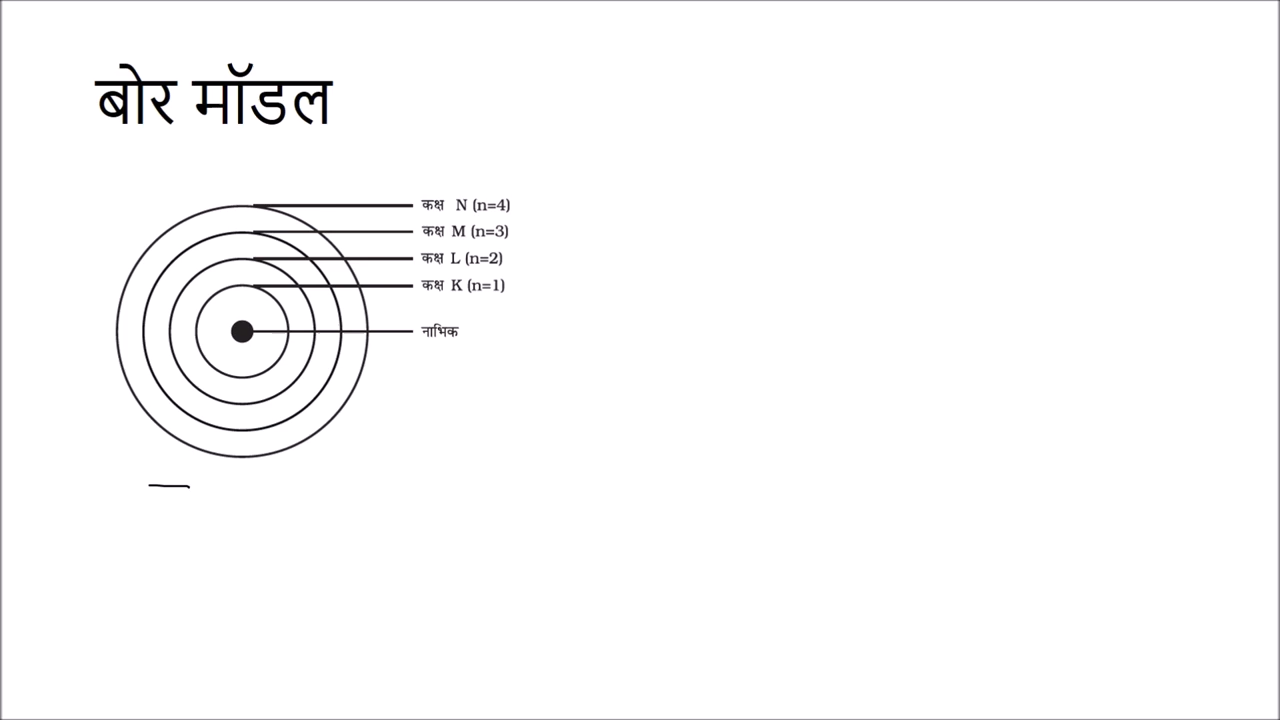 बोर मॉडल
कक्ष N (n=4)
कक्ष M (n=3)
कक्ष L (n=2)
कक्ष K (n=1)
नाभिक